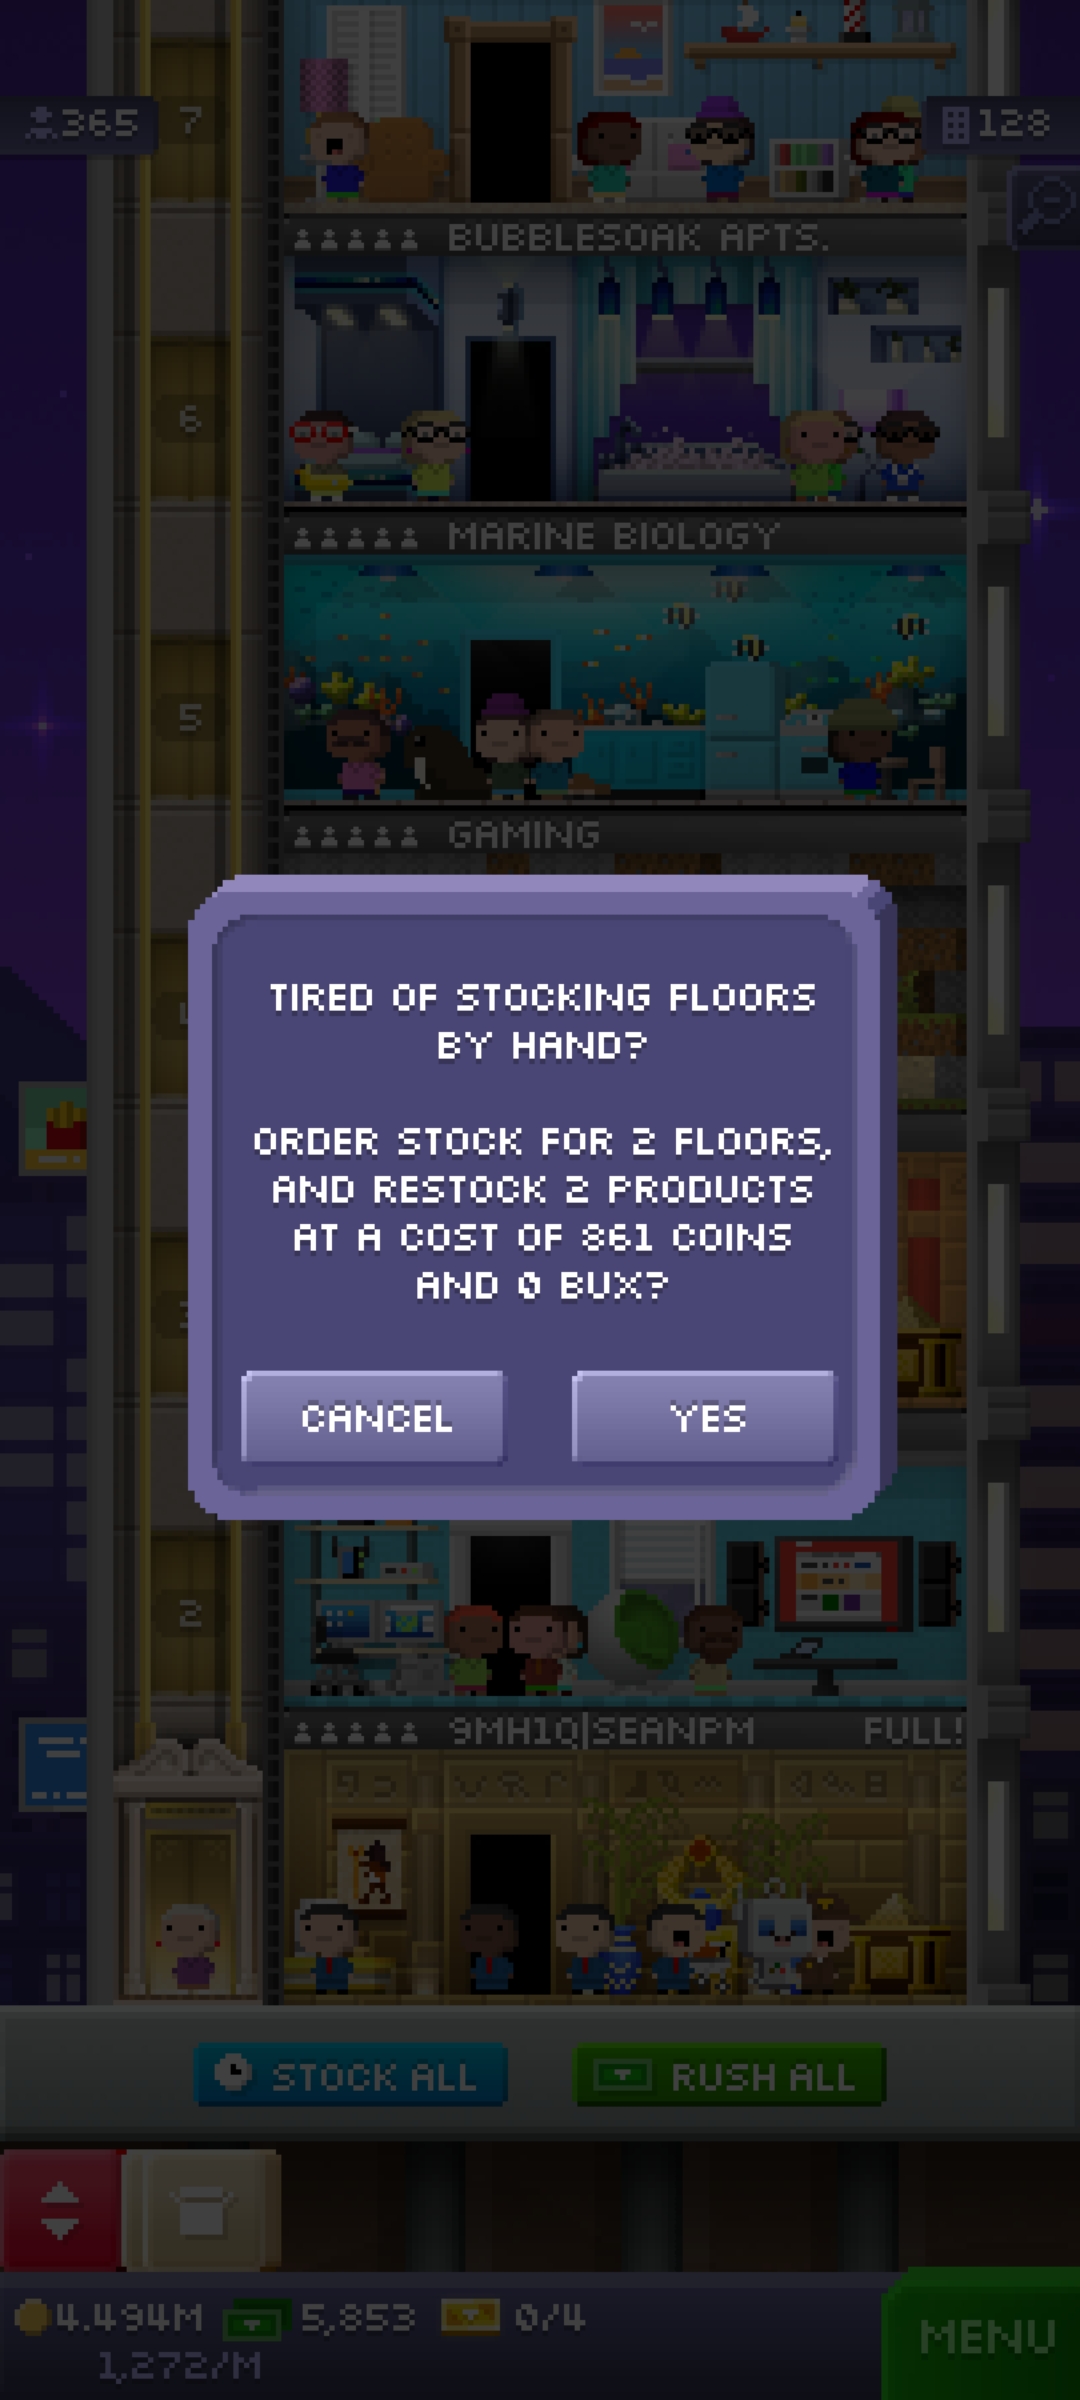 365
7
128
BUBBLESOAK APTS.
6
MARINE BIOLOGY
5
GAMING
TIRED OF STOCKING FLOORS
BY HAND?
ORDER STOCK FOR 2 FLOORS,
AND RESTOCK 2 PRODUCTS
AT A COST OF 861 COINS
AND 0 BUX?
CANCEL
YES
2
9MH1Q|SEANPM
FULL!
STOCK ALL
RUSH ALL
4.494M
5,853
0/4
1,272/M
MENU